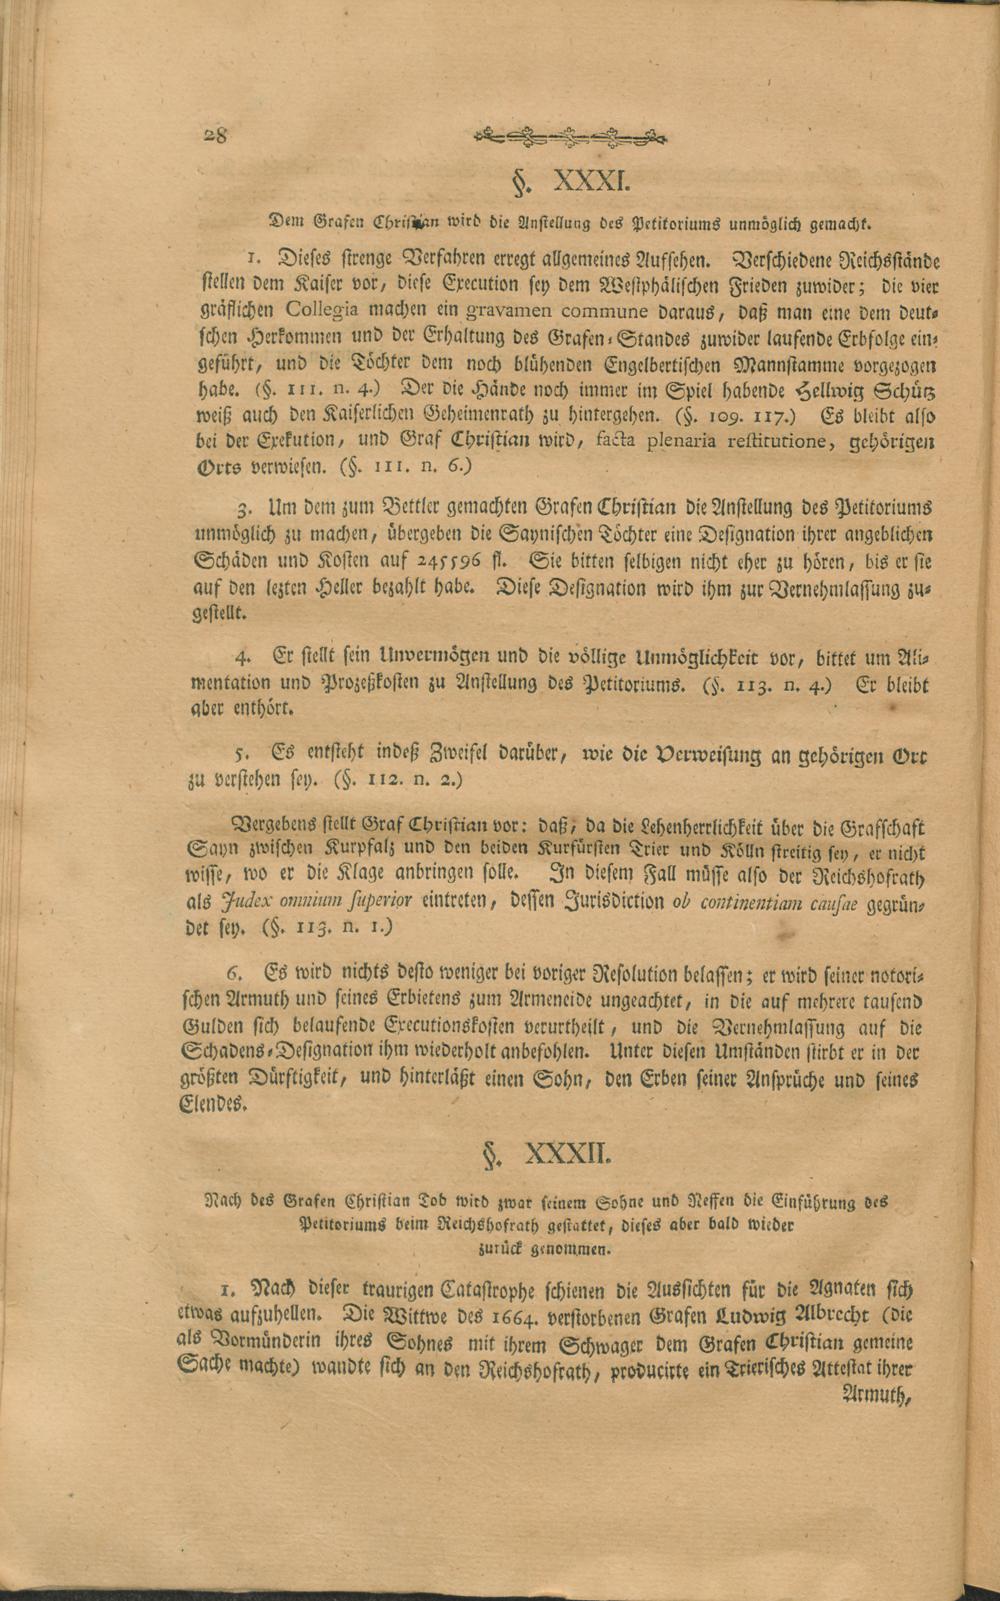 28
§. XXXI.
Dem Grafen Christian wird die Anstellung des Petitoriums unmöglich gemacht.
1. Dieses strenge Verfahren erregt allgemeines Aufsehen. Verschiedene Reichsstände
stellen dem Kaiser vor, diese Execution sey dem Westphälischen Frieden zuwider; die vier
gräflichen Collegia machen ein gravamen commune daraus, daß man eine dem deut-
schen Herkommen und der Erhaltung des Grafen-Standes zuwider laufende Erbfolge ein-
geführt, und die Töchter dem noch blühenden Engelbertischen Mannstamme vorgezogen
habe. (§. 111. n. 4.) Der die Hände noch immer im Spiel habende Hellwig Schütz
weiß auch den Kaiserlichen Geheimenrath zu hintergehen. (§. 109. 117.) Es bleibt also
bei der Exekution, und Graf Christian wird, facta plenaria restitutione, gehörigen
Orts verwiesen. (§. 111. n. 6.)
3. Um dem zum Bettler gemachten Grafen Christian die Anstellung des Petitoriums
unmöglich zu machen, übergeben die Saynischen Töchter eine Designation ihrer angeblichen
Schäden und Kosten auf 245596 fl. Sie bitten selbigen nicht eher zu hören, bis er sie
auf den lezten Heller bezahlt habe. Diese Designation wird ihm zur Vernehmlassung zu-
gestellt.
4. Er stellt sein Unvermögen und die völlige Unmöglichkeit vor, bittet um Ali-
mentation und Prozeßkosten zu Anstellung des Petitoriums. (§. 113. n. 4.) Er bleibt
aber enthört.
5. Es entsteht indeß Zweifel darüber, wie die Verweisung an gehörigen Ort
zu verstehen sey. (§. 112. n. 2.)
Vergebens stellt Graf Christian vor: daß, da die Lehenherrlichkeit über die Grafschaft
Sayn zwischen Kurpfalz und den beiden Kurfürsten Trier und Kölln streitig sey, er nicht
wisse, wo er die Klage anbringen solle. In diesem Fall müsse also der Reichshofrath
als Judex omnium superior eintreten, dessen Jurisdiction ob continentiam causae gegrün-
det sey. (§. 113. n. 1.)
6. Es wird nichts desto weniger bei voriger Resolution belassen; er wird seiner notori-
schen Armuth und seines Erbietens zum Armeneide ungeachtet, in die auf mehrere tausend
Gulden sich belaufende Executionskosten verurtheilt, und die Vernehmlassung auf die
Schadens-Designation ihm wiederholt anbefohlen. Unter diesen Umständen stirbt er in der
größten Dürftigkeit, und hinterläßt einen Sohn, den Erben seiner Ansprüche und seines
Elendes.
§. XXXII.
Nach des Grafen Christian Tod wird zwar seinem Sohne und Neffen die Einführung des
Petitoriums beim Reichshofrath gestattet, dieses aber bald wieder
zurück genommen.
1. Nach dieser traurigen Catastrophe schienen die Aussichten für die Agnaten sich
etwas aufzuhellen. Die Wittwe des 1664. verstorbenen Grafen Ludwig Albrecht (die
als Vormünderin ihres Sohnes mit ihrem Schwager dem Grafen Christian gemeine
Sache machte) wandte sich an den Reichshofrath, producirte ein Trierisches Attestat ihrer
Armuth,